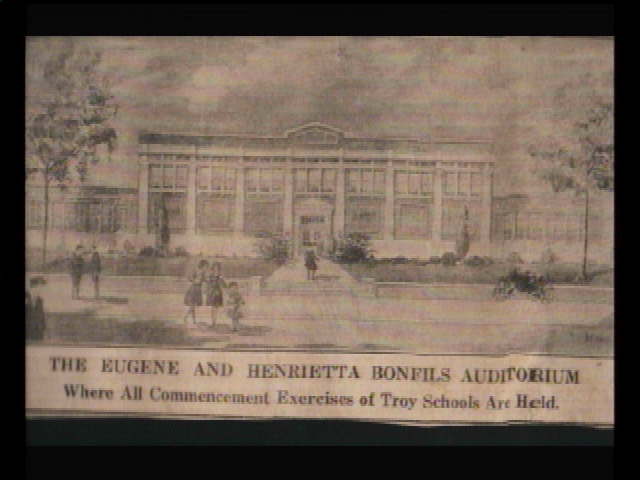 THE EUGENE AND HENRIETTA BONFILS AUDITORIUM
Where All Commencement Exercises of Troy Schools Are Held.